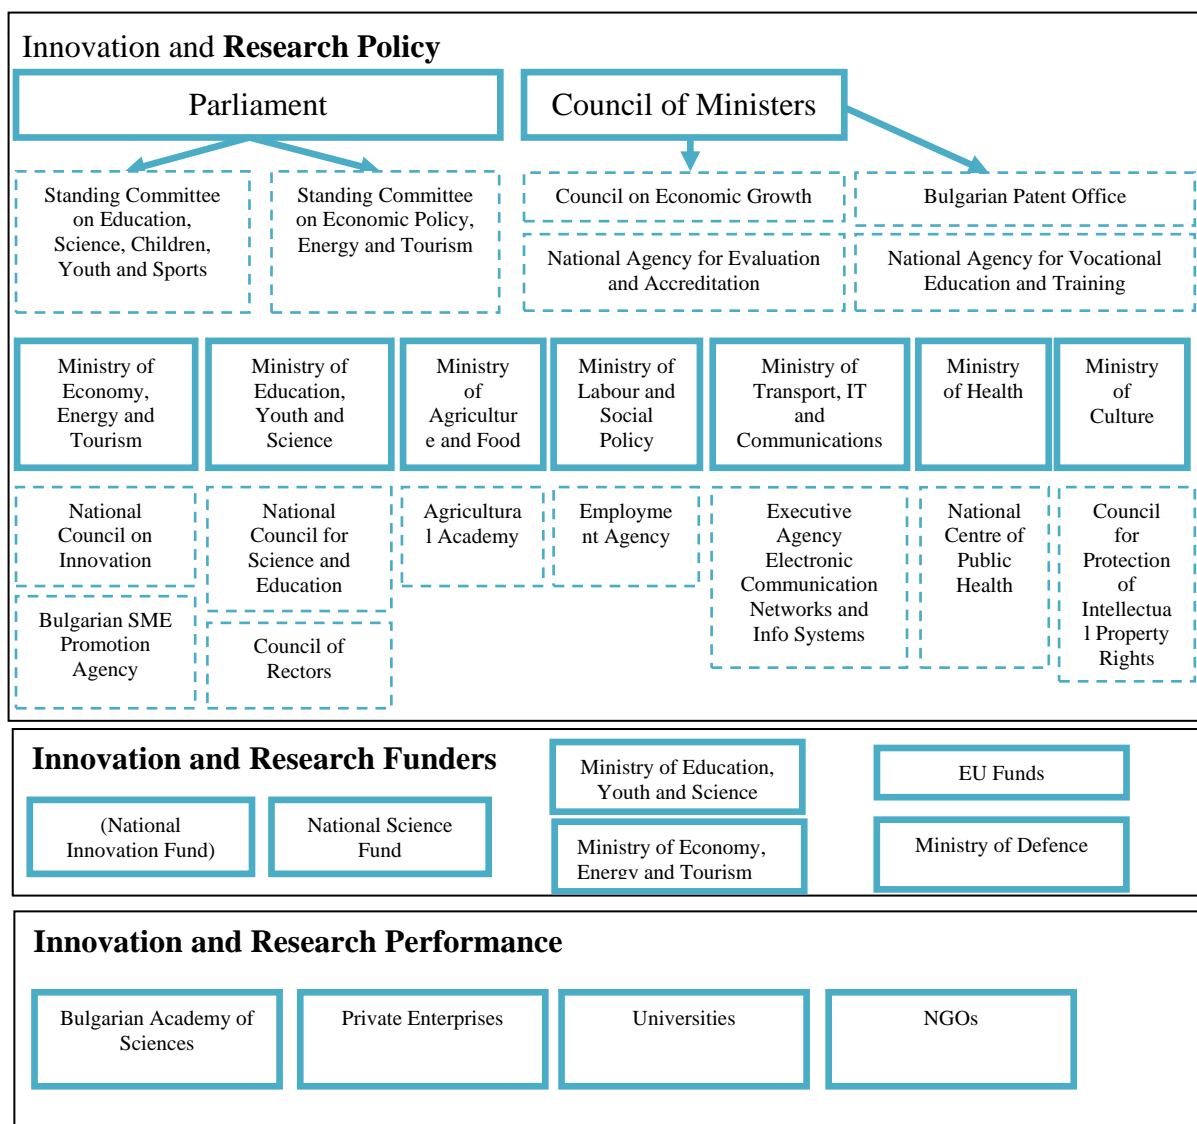 Innovation and Research Policy
Parliament
Council of Ministers
Standing Committee
on Education,
Science, Children,
Youth and Sports
Standing Committee
on Economic Policy,
Energy and Tourism
Council on Economic Growth
Bulgarian Patent Office
National Agency for Evaluation
and Accreditation
National Agency for Vocational
Education and Training
Ministry of
Economy,
Energy and
Tourism
Ministry of
Education,
Youth and
Science
Ministry
of
Agricultur
e and Food
Ministry of
Labour and
Social
Policy
Ministry of
Transport, IT
and
Communications
Ministry
of Health
Ministry
of
Culture
National
Council on
Innovation
National
Council for
Science and
Education
Agricultura
l Academy
Employme
nt Agency
Executive
Agency
Electronic
Communication
Networks and
Info Systems
National
Centre of
Public
Health
Council
for
Protection
of
Intellectua
l Property
Rights
Bulgarian SME
Promotion
Agency
Council of
Rectors
Innovation and Research Funders
(National
Innovation Fund)
National Science
Fund
Ministry of Education,
Youth and Science
Ministry of Economy,
Energy and Tourism
EU Funds
Ministry of Defence
Innovation and Research Performance
Bulgarian Academy of
Sciences
Private Enterprises
Universities
NGOs